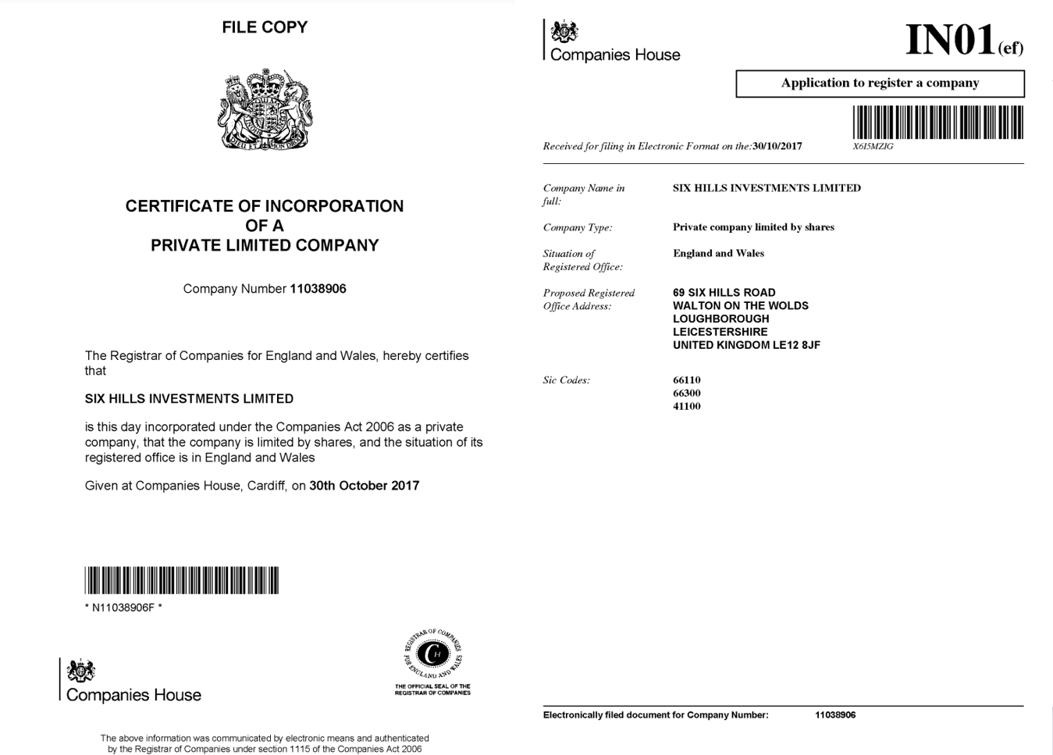 FILE COPY
CERTIFICATE OF INCORPORATION
OF A
PRIVATE LIMITED COMPANY
Company Number 11038906
The Registrar of Companies for England and Wales, hereby certifies
that
SIX HILLS INVESTMENTS LIMITED
is this day incorporated under the Companies Act 2006 as a private
company, that the company is limited by shares, and the situation of its
registered office is in England and Wales
Given at Companies House, Cardiff, on 30th October 2017
* N11038906F *
Companies House
REGISTRAR OF COMPANIES
FOR ENGLAND AND WALES
CH
THE OFFICIAL SEAL OF THE
REGISTRAR OF COMPANIES
The above information was communicated by electronic means and authenticated
by the Registrar of Companies under section 1115 of the Companies Act 2006
Companies House
IN01(ef)
Application to register a company
X6I5MZIG
Received for filing in Electronic Format on the:30/10/2017
Company Name in
full:
SIX HILLS INVESTMENTS LIMITED
Company Type:
Private company limited by shares
Situation of
Registered Office:
England and Wales
Proposed Registered
Office Address:
69 SIX HILLS ROAD
WALTON ON THE WOLDS
LOUGHBOROUGH
LEICESTERSHIRE
UNITED KINGDOM LE12 8JF
Sic Codes:
66110
66300
41100
Electronically filed document for Company Number:
11038906